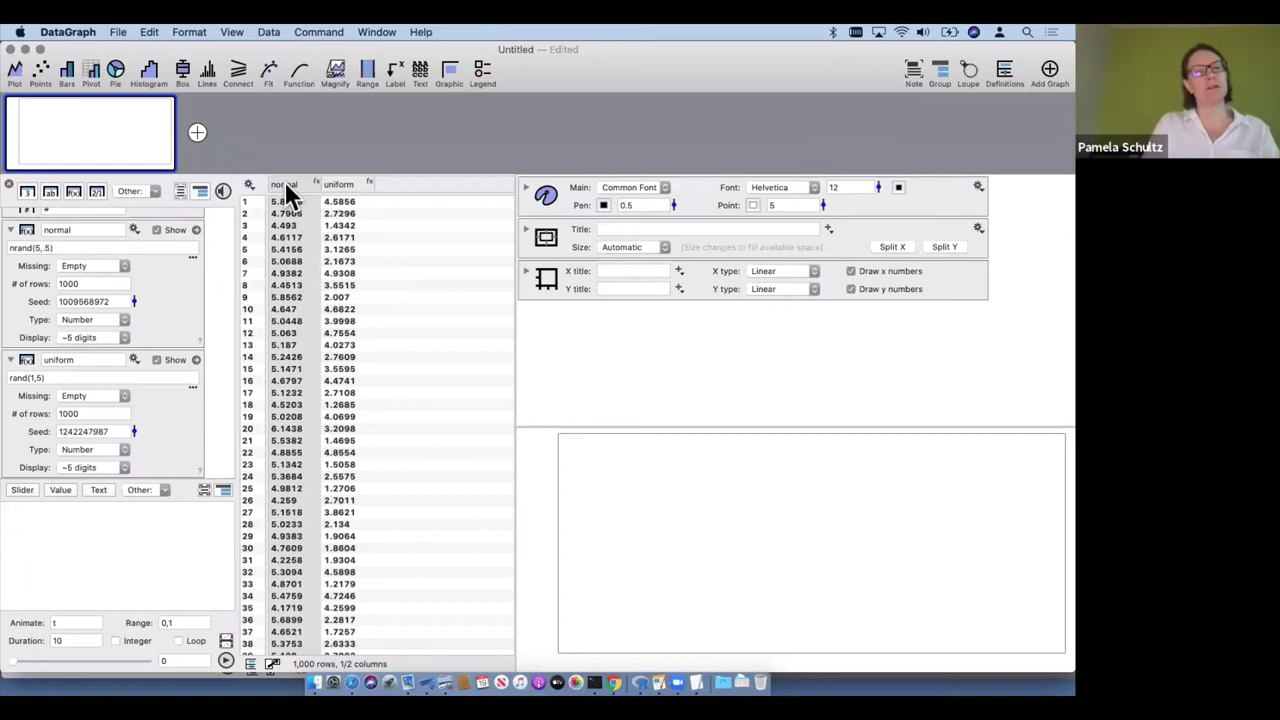 DataGraph File Edit Format View Data Command Window Help
Untitled — Edited
Plot Points Bars Pivot Pie Histogram Box Lines Connect Fit Function Magnify Range Label Text Graphic Legend Note Group Loupe Definitions Add Graph
Pamela Schultz
Other:
#
normal Show
nrand(5,.5)
Missing: Empty
# of rows: 1000
Seed: 1009568972
Type: Number
Display: ~5 digits
uniform Show
rand(1,5)
Missing: Empty
# of rows: 1000
Seed: 1242247987
Type: Number
Display: ~5 digits
Slider Value Text Other:
Animate: t Range: 0,1
Duration: 10 Integer Loop
0
normal fx uniform fx
1 4.5856
2 4.7905 2.7296
3 4.493 1.4342
4 4.6117 2.6171
5 5.4156 3.1265
6 5.0688 2.1673
7 4.9382 4.9308
8 4.4513 3.5515
9 5.8562 2.007
10 4.647 4.6822
11 5.0448 3.9998
12 5.063 4.7554
13 5.187 4.0273
14 5.2426 2.7609
15 5.1471 3.5595
16 4.6797 4.4741
17 5.1232 2.7108
18 4.5203 1.2685
19 5.0208 4.0699
20 6.1438 3.2098
21 5.5382 1.4695
22 4.8855 4.8554
23 5.1342 1.5058
24 5.3684 2.5575
25 4.9812 1.2706
26 4.259 2.7011
27 5.1518 3.8621
28 5.0233 2.134
29 4.9383 1.9064
30 4.7609 1.8604
31 4.2258 1.9304
32 5.3094 4.5898
33 4.8701 1.2179
34 5.4759 4.7246
35 4.1719 4.2599
36 5.6899 2.2817
37 4.6521 1.7257
38 5.3753 2.6333
1,000 rows, 1/2 columns
Main: Common Font Font: Helvetica 12
Pen: 0.5 Point: 5
Title:
Size: Automatic [Size changes to fill available space] Split X Split Y
X title: X type: Linear Draw x numbers
Y title: Y type: Linear Draw y numbers